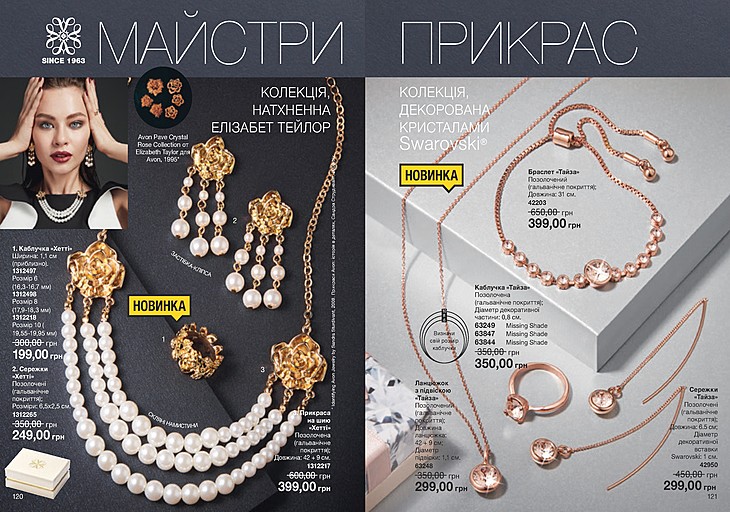 SINCE 1963
МАЙСТРИ ПРИКРАС
КОЛЕКЦІЯ,
НАТХНЕННА
ЕЛІЗАБЕТ ТЕЙЛОР
Avon Pave Crystal
Rose Collection от
Elizabeth Taylor для
Avon, 1995*
2
ЗАСТІБКА-КЛІПСА
1. Каблучка «Хетті»
Ширина: 1,1 см
(приблизно).
1312497
Розмір 6
(16,3-16,7 мм)
1312498
Розмір 8
(17,9-18,3 мм)
1312218
Розмір 10 (
19,55-19,95 мм)
300,00 грн
199,00 грн
2. Сережки
«Хетті»
Позолочені
(гальванічне
покриття);
Розміри: 6,5х2,5 см.
1312265
350,00 грн
249,00 грн
НОВИНКА
1
3
СКЛЯНІ НАМИСТИНИ
Прикраса
на шию
«Хетті»
Позолочена
(гальванічне
покриття);
Довжина: 42 + 9 см.
1312217
600,00 грн
399,00 грн
120
КОЛЕКЦІЯ,
ДЕКОРОВАНА
КРИСТАЛАМИ
Swarovski®
НОВИНКА
Браслет «Тайза»
Позолочений
(гальванічне покриття);
Довжина: 31 см.
42203
650,00 грн
399,00 грн
Каблучка «Тайза»
Позолочена
(гальванічне
покриття);
Діаметр декоративної
частини: 0,8 см.
63249 Missing Shade
63847 Missing Shade
63844 Missing Shade
350,00 грн
350,00 грн
Визначи
свій розмір
каблучки
Ланцюжок
з підвіскою
«Тайза»
Позолочений
(гальванічне
покриття);
Довжина
ланцюжка:
42 + 9 см;
Діаметр
підвіски: 1,1 см.
63248
350,00 грн
299,00 грн
Сережки
«Тайза»
Позолочені
(гальванічне
покриття);
Довжина: 6.5 см;
Діаметр
декоративної
вставки
Swarovski: 1 см.
42950
450,00 грн
299,00 грн
121